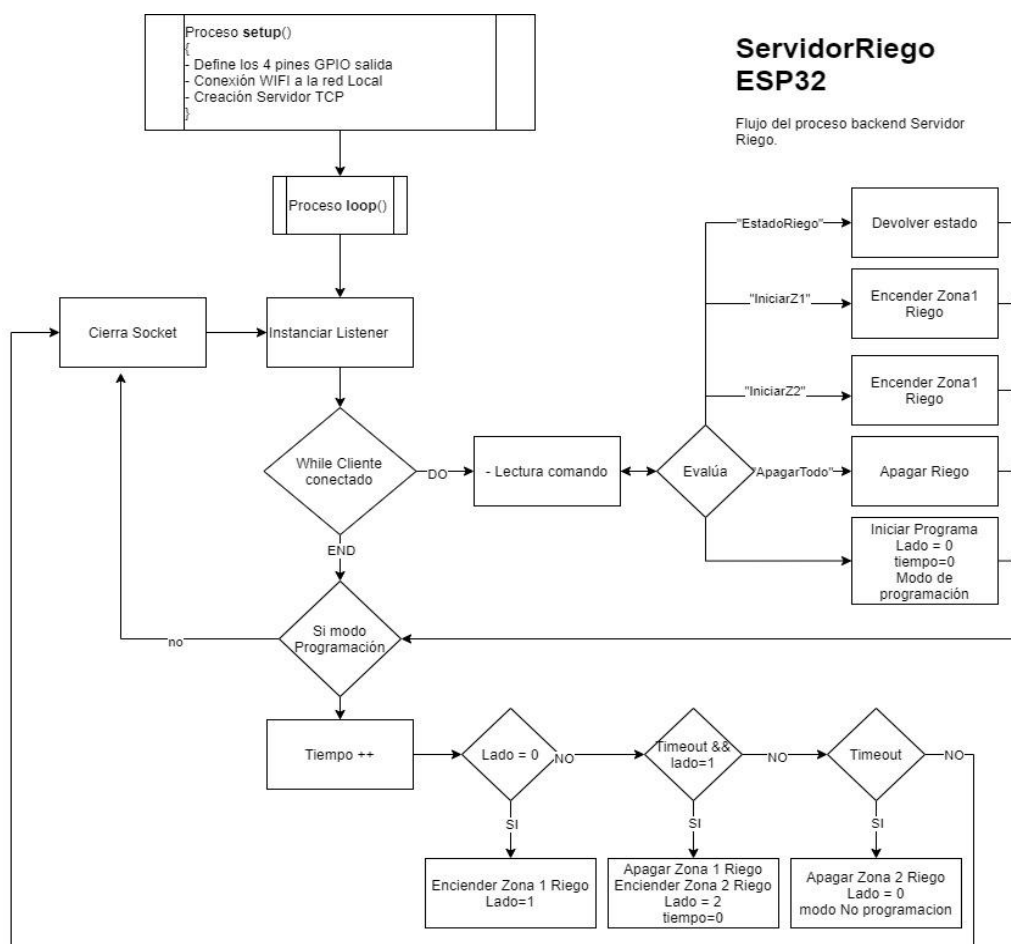 Proceso setup()
{
- Define los 4 pines GPIO salida
- Conexión WIFI a la red Local
- Creación Servidor TCP
}
ServidorRiego
ESP32
Flujo del proceso backend Servidor
Riego.
Proceso loop()
"EstadoRiego"
Devolver estado
"IniciarZ1"
Encender Zona1
Riego
Cierra Socket
Instanciar Listener
"IniciarZ2"
Encender Zona1
Riego
While Cliente
conectado
DO
- Lectura comando
Evalúa
"ApagarTodo"
Apagar Riego
END
Iniciar Programa
Lado = 0
tiempo=0
Modo de
programación
Si modo
Programación
no
Tiempo ++
Lado = 0
NO
Timeout &&
lado=1
NO
Timeout
NO
SI
SI
SI
Enciender Zona 1 Riego
Lado=1
Apagar Zona 1 Riego
Enciender Zona 2 Riego
Lado = 2
tiempo=0
Apagar Zona 2 Riego
Lado = 0
modo No programacion